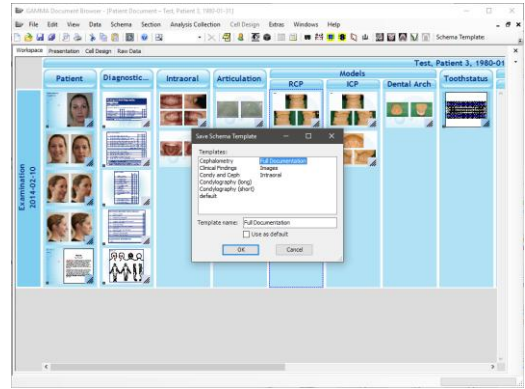 GAMMA Document Browser - [Patient Document - Test, Patient 3, 1980-01-01]
File Edit View Data Schema Section Analysis Collection Cell Design Extras Windows Help
Schema Template:
Workspace Presentation Cell Design Raw Data
Test, Patient 3, 1980-01
Patient Diagnostic... Intraoral Articulation Models Toothstatus
RCP ICP Dental Arch
Examination
2014-02-10
Save Schema Template
Templates:
Cephalometry Full Documentation
Clinical Findings Images
Condy and Ceph Intraoral
Condylography (long)
Condylography (short)
default
Template name: Full Documentation
Use as default
OK Cancel